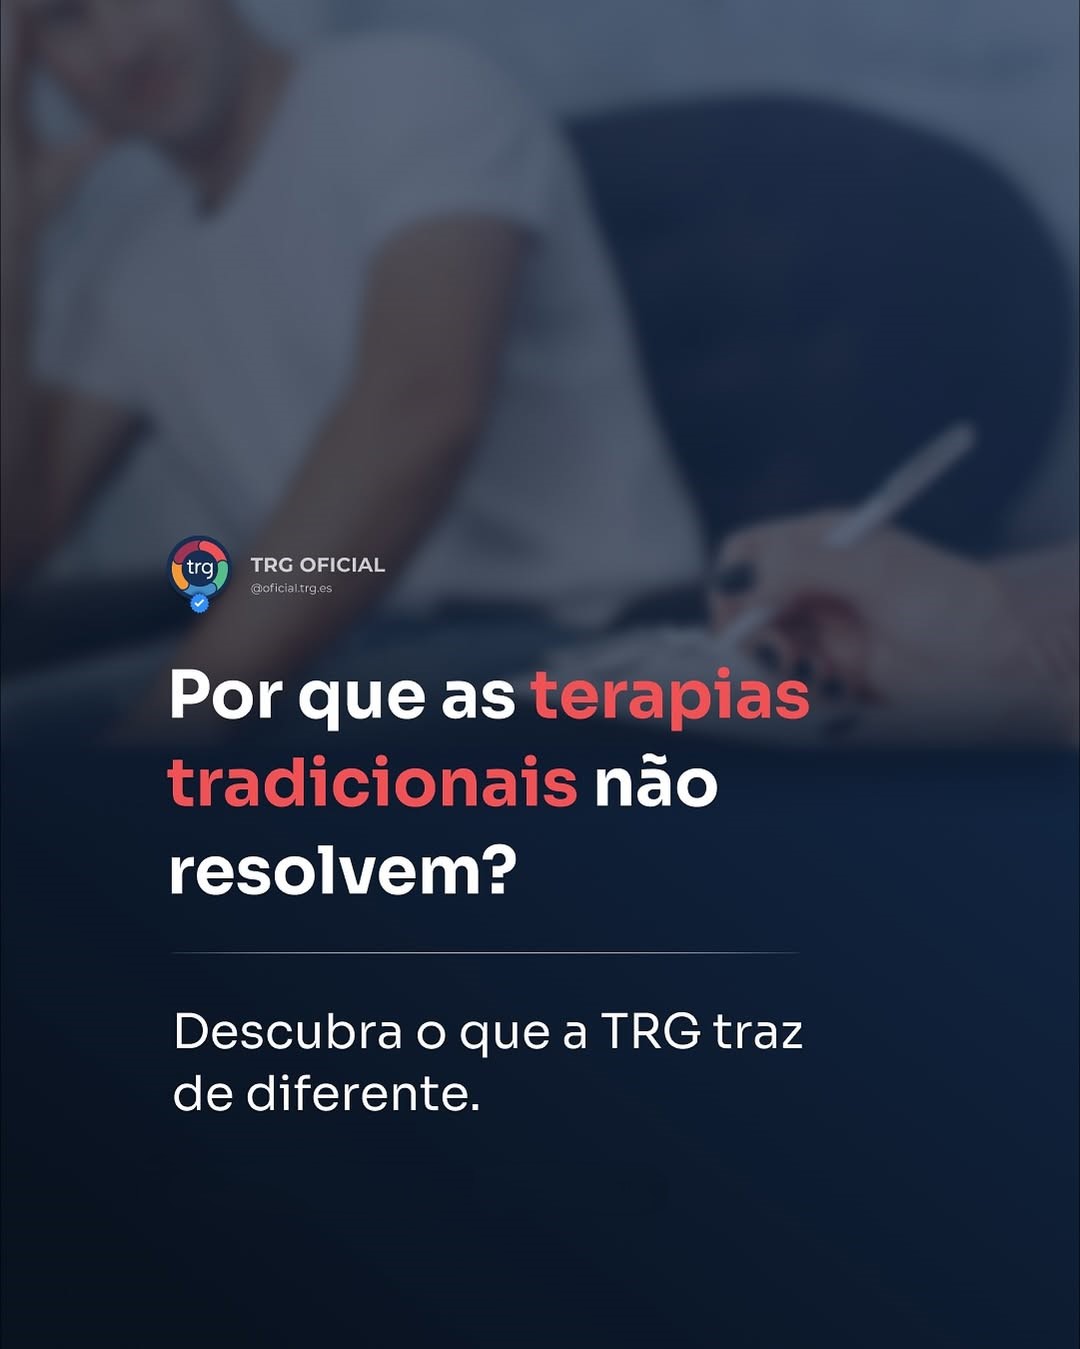 trg
TRG OFICIAL
@oficial.trg.es
Por que as terapias
tradicionais não
resolvem?
Descubra o que a TRG traz
de diferente.